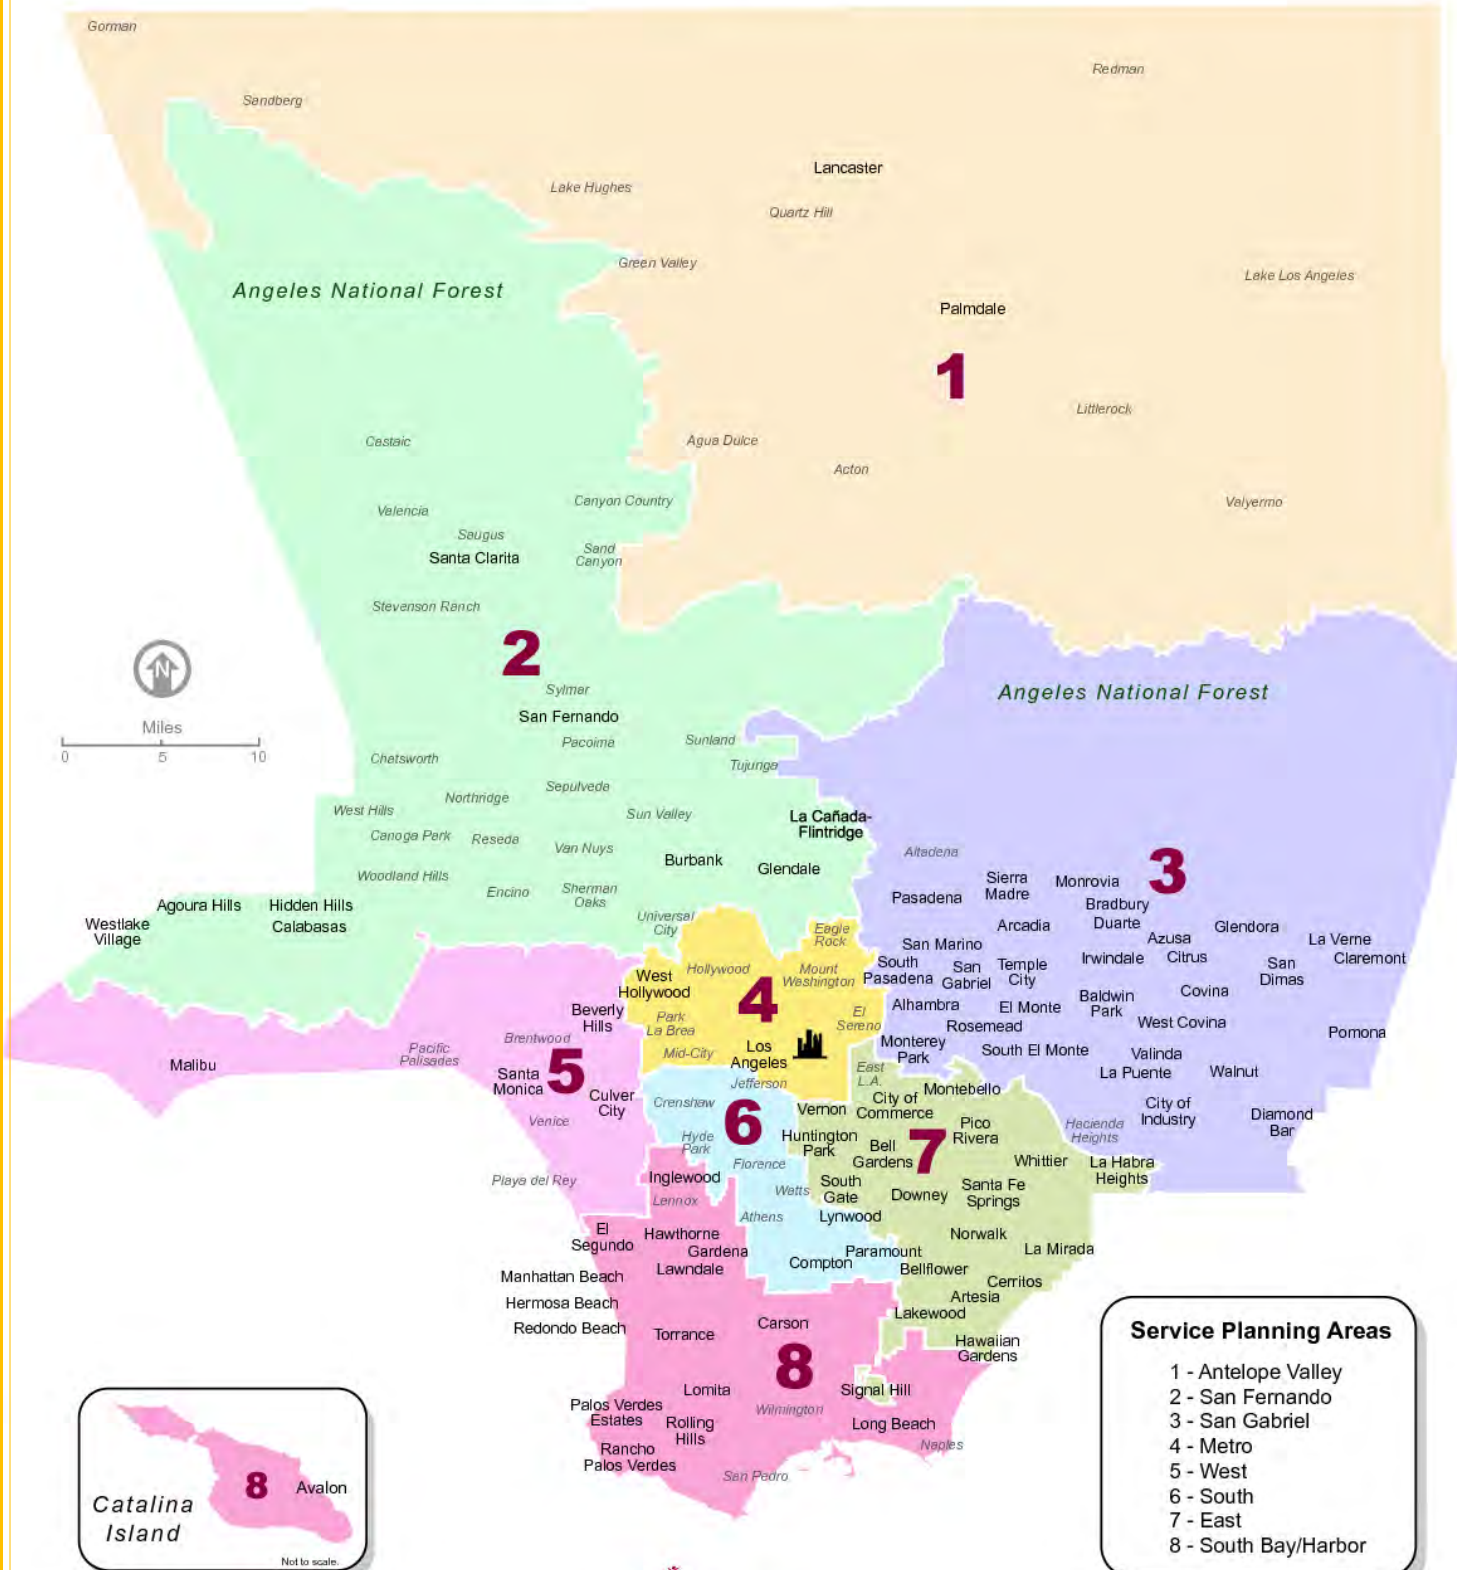 Gorman
Redman
Sandberg
Lancaster
Lake Hughes
Quartz Hill
Green Valley
Lake Los Angeles
Angeles National Forest
Palmdale
1
Littlerock
Castaic
Agua Dulce
Acton
Canyon Country
Valyermo
Valencia
Saugus
Santa Clarita
Sand
Canyon
Stevenson Ranch
2
N
Sylmar
Angeles National Forest
San Fernando
Miles
0 5 10
Pacoima
Sunland
Chatsworth
Tujunga
Sepulveda
Northridge
West Hills
Sun Valley
La Cañada-
Flintridge
Canoga Park
Reseda
Van Nuys
Altadena
Burbank
Glendale
3
Woodland Hills
Encino
Sherman
Oaks
Sierra
Madre
Monrovia
Pasadena
Bradbury
Agoura Hills
Hidden Hills
Calabasas
Westlake
Village
Universal
City
Eagle
Rock
Arcadia
Duarte
Glendora
San Marino
Azusa
La Verne
Citrus
Irwindale
Claremont
West
Hollywood
Hollywood
Mount
Washington
South
Pasadena
San
Gabriel
Temple
City
San
Dimas
4
Beverly
Hills
Park
La Brea
El
Sereno
Alhambra
El Monte
Baldwin
Park
Covina
Rosemead
West Covina
Pomona
Brentwood
Pacific
Palisades
Mid-City
Los
Angeles
Monterey
Park
South El Monte
Valinda
La Puente
Walnut
Malibu
5
Santa
Monica
Culver
City
Jefferson
East
L.A.
Montebello
City of
Commerce
Crenshaw
Vernon
City of
Industry
Diamond
Bar
Venice
6
Pico
Rivera
Hacienda
Heights
Hyde
Park
Huntington
Park
Bell
Gardens
7
Florence
Whittier
La Habra
Heights
Playa del Rey
Inglewood
Lennox
Watts
South
Gate
Downey
Santa Fe
Springs
Athens
Lynwood
El
Segundo
Hawthorne
Norwalk
Gardena
Lawndale
Paramount
Compton
La Mirada
Bellflower
Manhattan Beach
Cerritos
Artesia
Hermosa Beach
Lakewood
Redondo Beach
Torrance
Carson
Hawaiian
Gardens
8
Lomita
Signal Hill
Palos Verdes
Estates
Rolling
Hills
Wilmington
Long Beach
Rancho
Palos Verdes
Naples
San Pedro
8
Avalon
Catalina
Island
Not to scale.
Service Planning Areas
1 - Antelope Valley
2 - San Fernando
3 - San Gabriel
4 - Metro
5 - West
6 - South
7 - East
8 - South Bay/Harbor